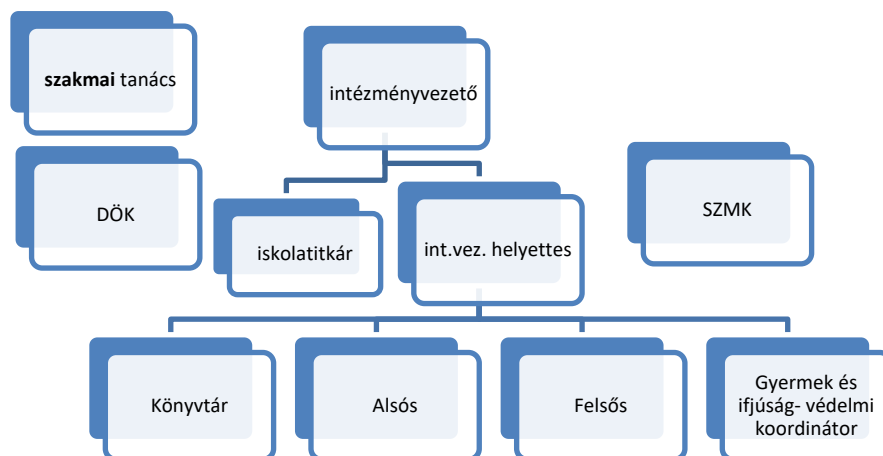 szakmai tanács
intézményvezető
DÖK
SZMK
iskolatitkár
int.vez. helyettes
Könyvtár
Alsós
Felsős
Gyermek és
ifjúság- védelmi
koordinátor